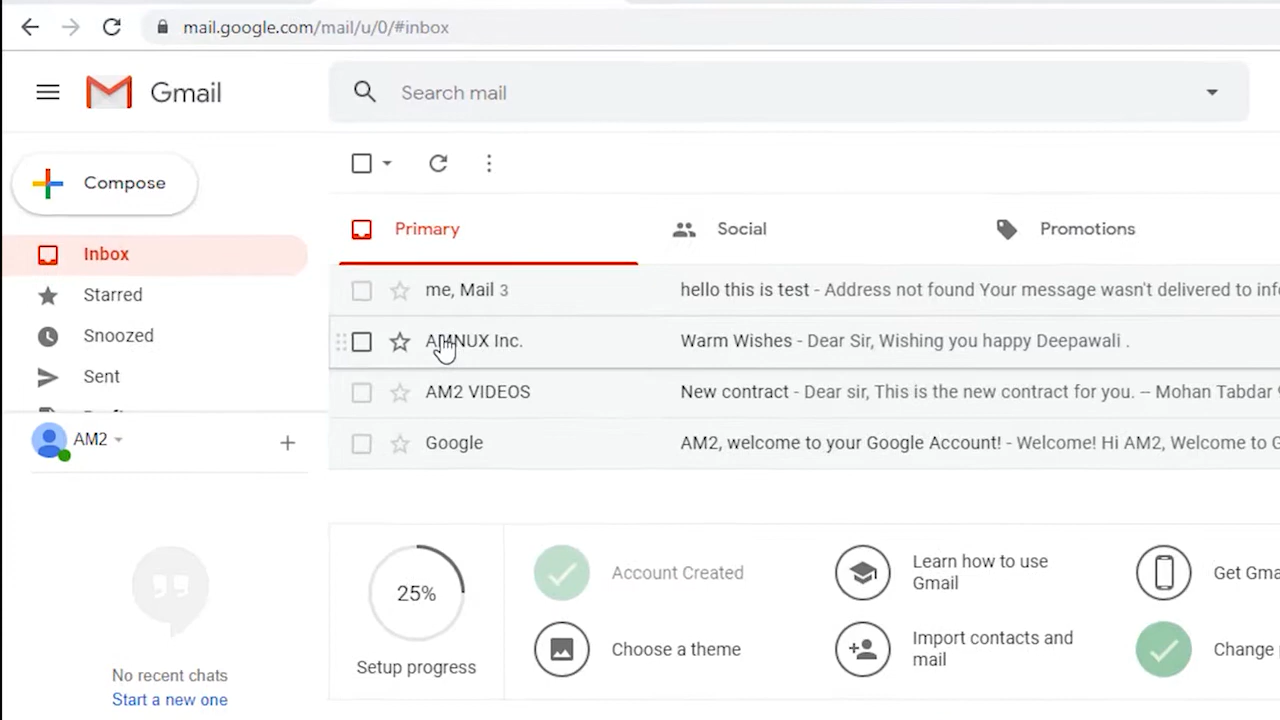 mail.google.com/mail/u/0/#inbox
Gmail
Search mail
Compose
Primary
Social
Promotions
Inbox
Starred
Snoozed
Sent
me, Mail 3 hello this is test - Address not found Your message wasn't delivered to
AMNUX Inc. Warm Wishes - Dear Sir, Wishing you happy Deepawali .
AM2 VIDEOS New contract - Dear sir, This is the new contract for you. -- Mohan Tabdar
Google AM2, welcome to your Google Account! - Welcome! Hi AM2, Welcome to
AM2
No recent chats
Start a new one
25%
Setup progress
Account Created
Learn how to use
Gmail
Get
Choose a theme
Import contacts and
mail
Change